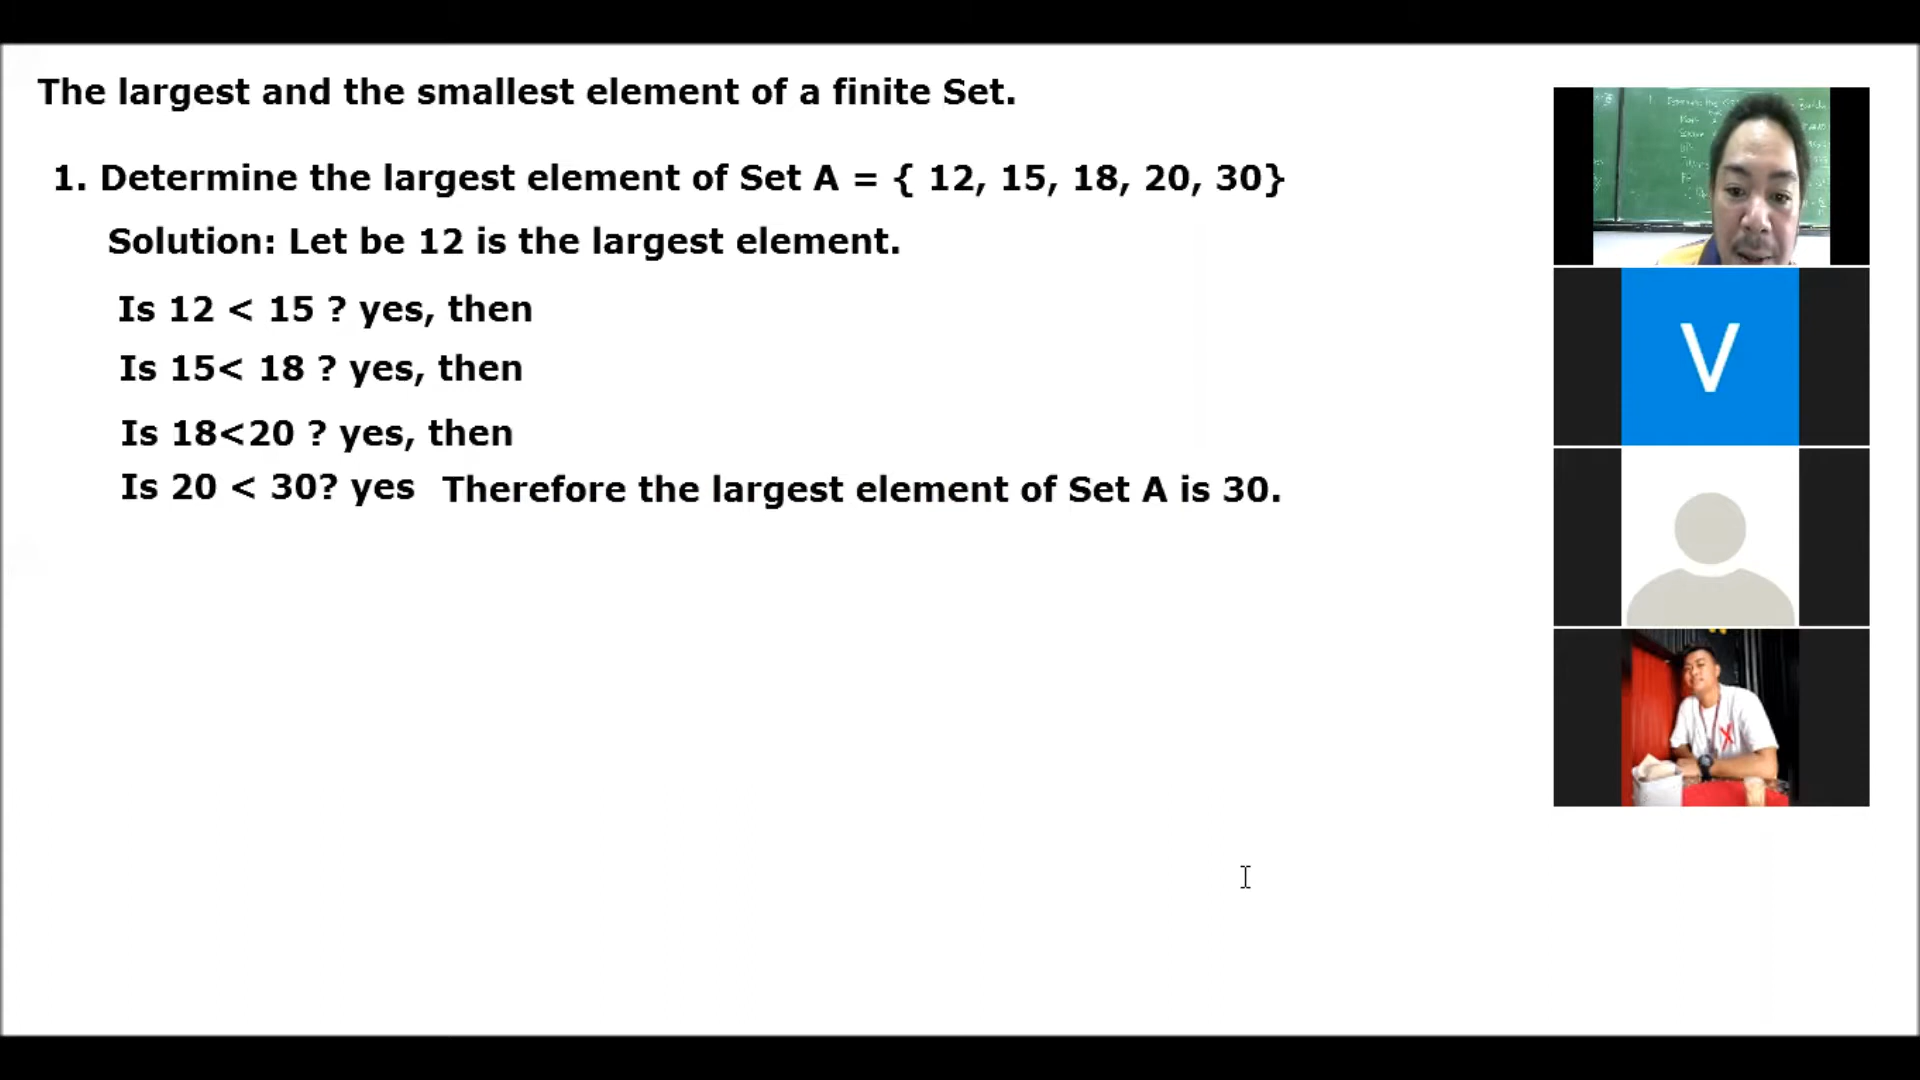 The largest and the smallest element of a finite Set.
1. Determine the largest element of Set A = { 12, 15, 18, 20, 30}
Solution: Let be 12 is the largest element.
Is 12 < 15 ? yes, then
Is 15< 18 ? yes, then
Is 18<20 ? yes, then
Is 20 < 30? yes Therefore the largest element of Set A is 30.
V
X